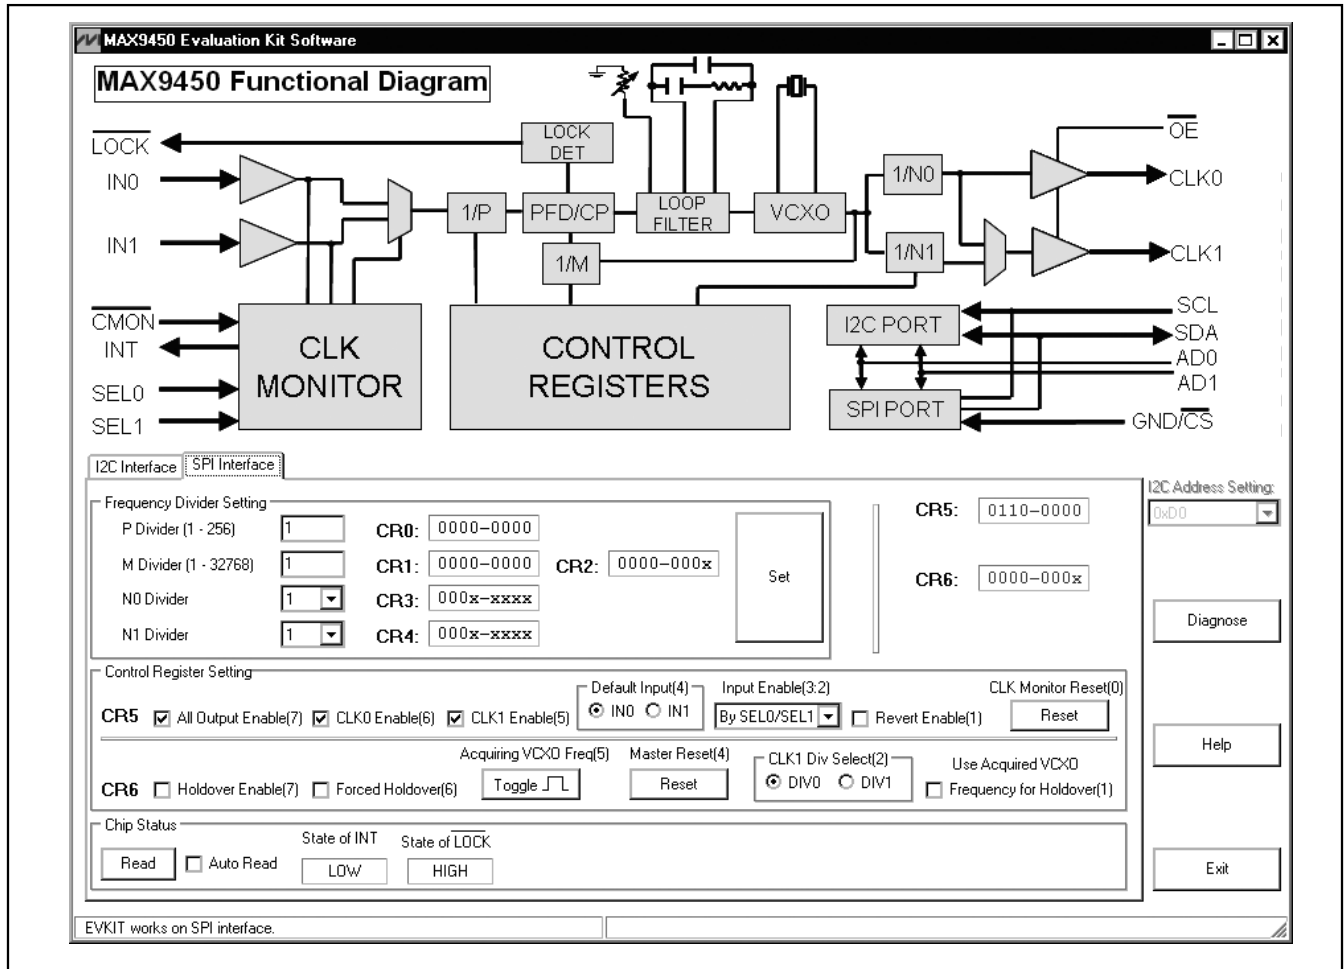 MAX9450 Evaluation Kit Software
MAX9450 Functional Diagram
LOCK
IN0
IN1
CMON
INT
SEL0
SEL1
LOCK
DET
1/P
PFD/CP
LOOP
FILTER
VCXO
1/M
1/N0
1/N1
OE
CLK0
CLK1
CLK
MONITOR
CONTROL
REGISTERS
I2C PORT
SPI PORT
SCL
SDA
AD0
AD1
GND/CS
I2C Interface
SPI Interface
Frequency Divider Setting
P Divider (1 - 256) 1 CR0: 0000-0000
M Divider (1 - 32768) 1 CR1: 0000-0000 CR2: 0000-000x
N0 Divider 1 CR3: 000x-xxxx
N1 Divider 1 CR4: 000x-xxxx
Set
CR5: 0110-0000
CR6: 0000-000x
I2C Address Setting:
0xD0
Diagnose
Help
Exit
Control Register Setting
Default Input(4) Input Enable(3:2) CLK Monitor Reset(0)
CR5 All Output Enable(7) CLK0 Enable(6) CLK1 Enable(5) IN0 IN1 By SEL0/SEL1 Revert Enable(1) Reset
Acquiring VCXO Freq(5) Master Reset(4) CLK1 Div Select(2) Use Acquired VCXO
CR6 Holdover Enable(7) Forced Holdover(6) Toggle Reset DIV0 DIV1 Frequency for Holdover(1)
Chip Status
State of INT State of LOCK
Read Auto Read LOW HIGH
EVKIT works on SPI interface.